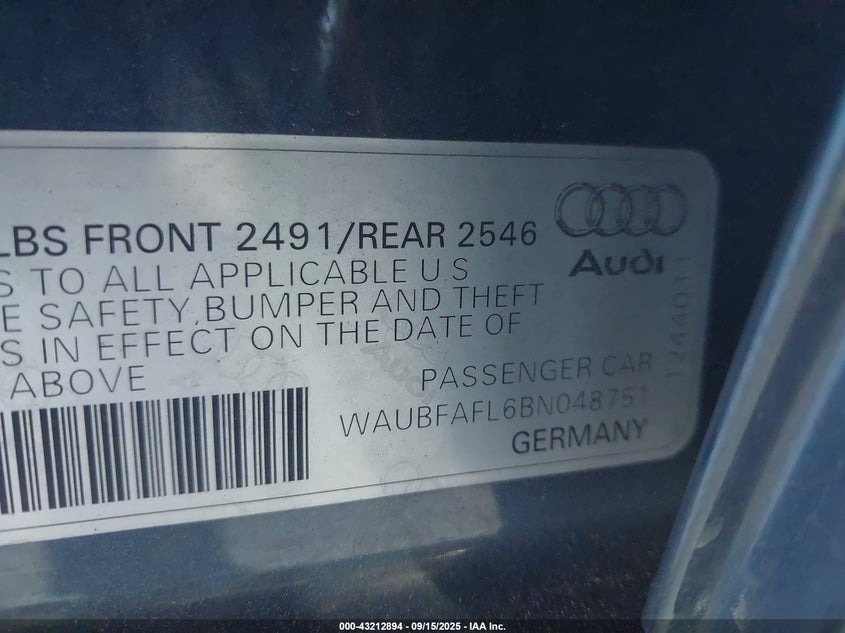 LBS FRONT 2491/REAR 2546
S TO ALL APPLICABLE U.S
E SAFETY, BUMPER AND THEFT
S IN EFFECT ON THE DATE OF
ABOVE
Audi
PASSENGER CAR
WAUBFAFL6BN048751
GERMANY
1244011
000-43212894 - 09/15/2025 - IAA Inc.